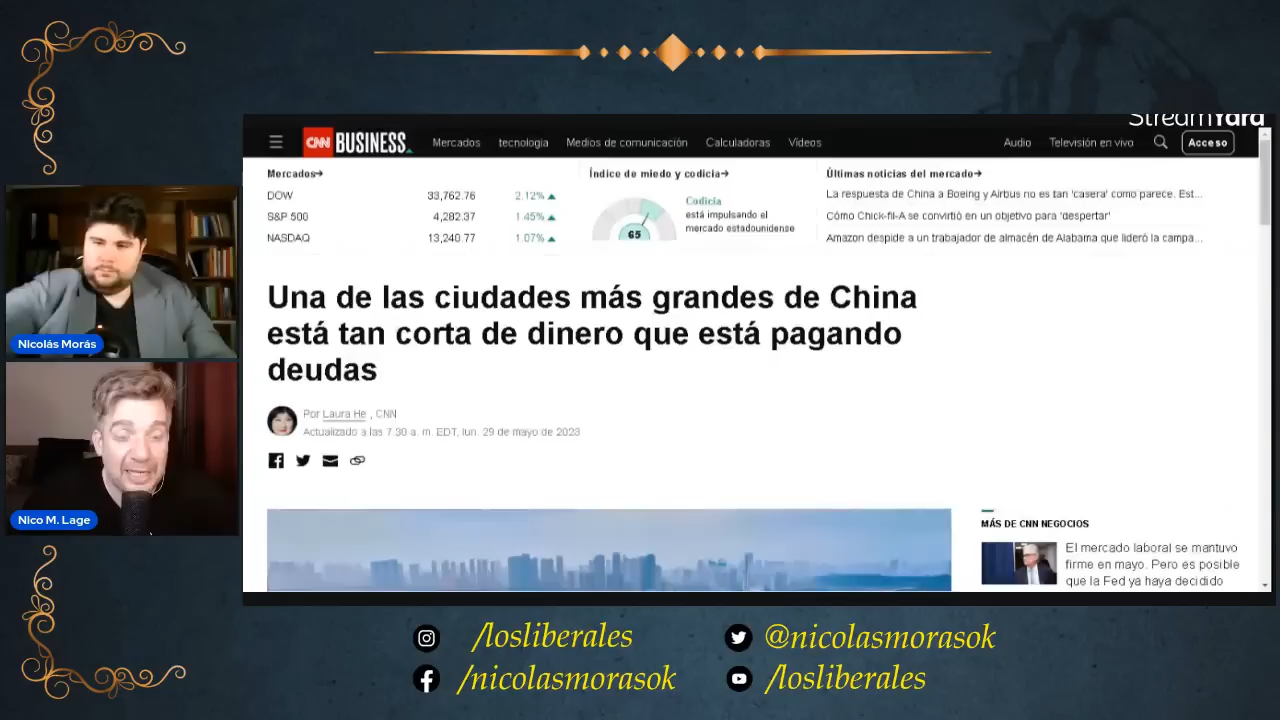 StreamYard
CNN BUSINESS Mercados tecnologia Medios de comunicación Calculadoras Vídeos Audio Televisión en vivo Acceso
Mercados→
DOW 33,762.76 2.12% ▲
S&P 500 4,282.37 1.45% ▲
NASDAQ 13,240.77 1.07% ▲
Índice de miedo y codicia→
65
Codicia
está impulsando el
mercado estadounidense
Últimas noticias del mercado→
La respuesta de China a Boeing y Airbus no es tan 'casera' como parece. Est...
Cómo Chick-fil-A se convirtió en un objetivo para 'despertar'
Amazon despide a un trabajador de almacén de Alabama que lideró la campa...
Una de las ciudades más grandes de China
está tan corta de dinero que está pagando
deudas
Por Laura He , CNN
Actualizado a las 7:30 a. m. EDT, lun. 29 de mayo de 2023
MÁS DE CNN NEGOCIOS
El mercado laboral se mantuvo
firme en mayo. Pero es posible
que la Fed ya haya decidido
Nicolás Morás
Nico M. Lage
/losliberales
@nicolasmorasok
/nicolasmorasok
/losliberales